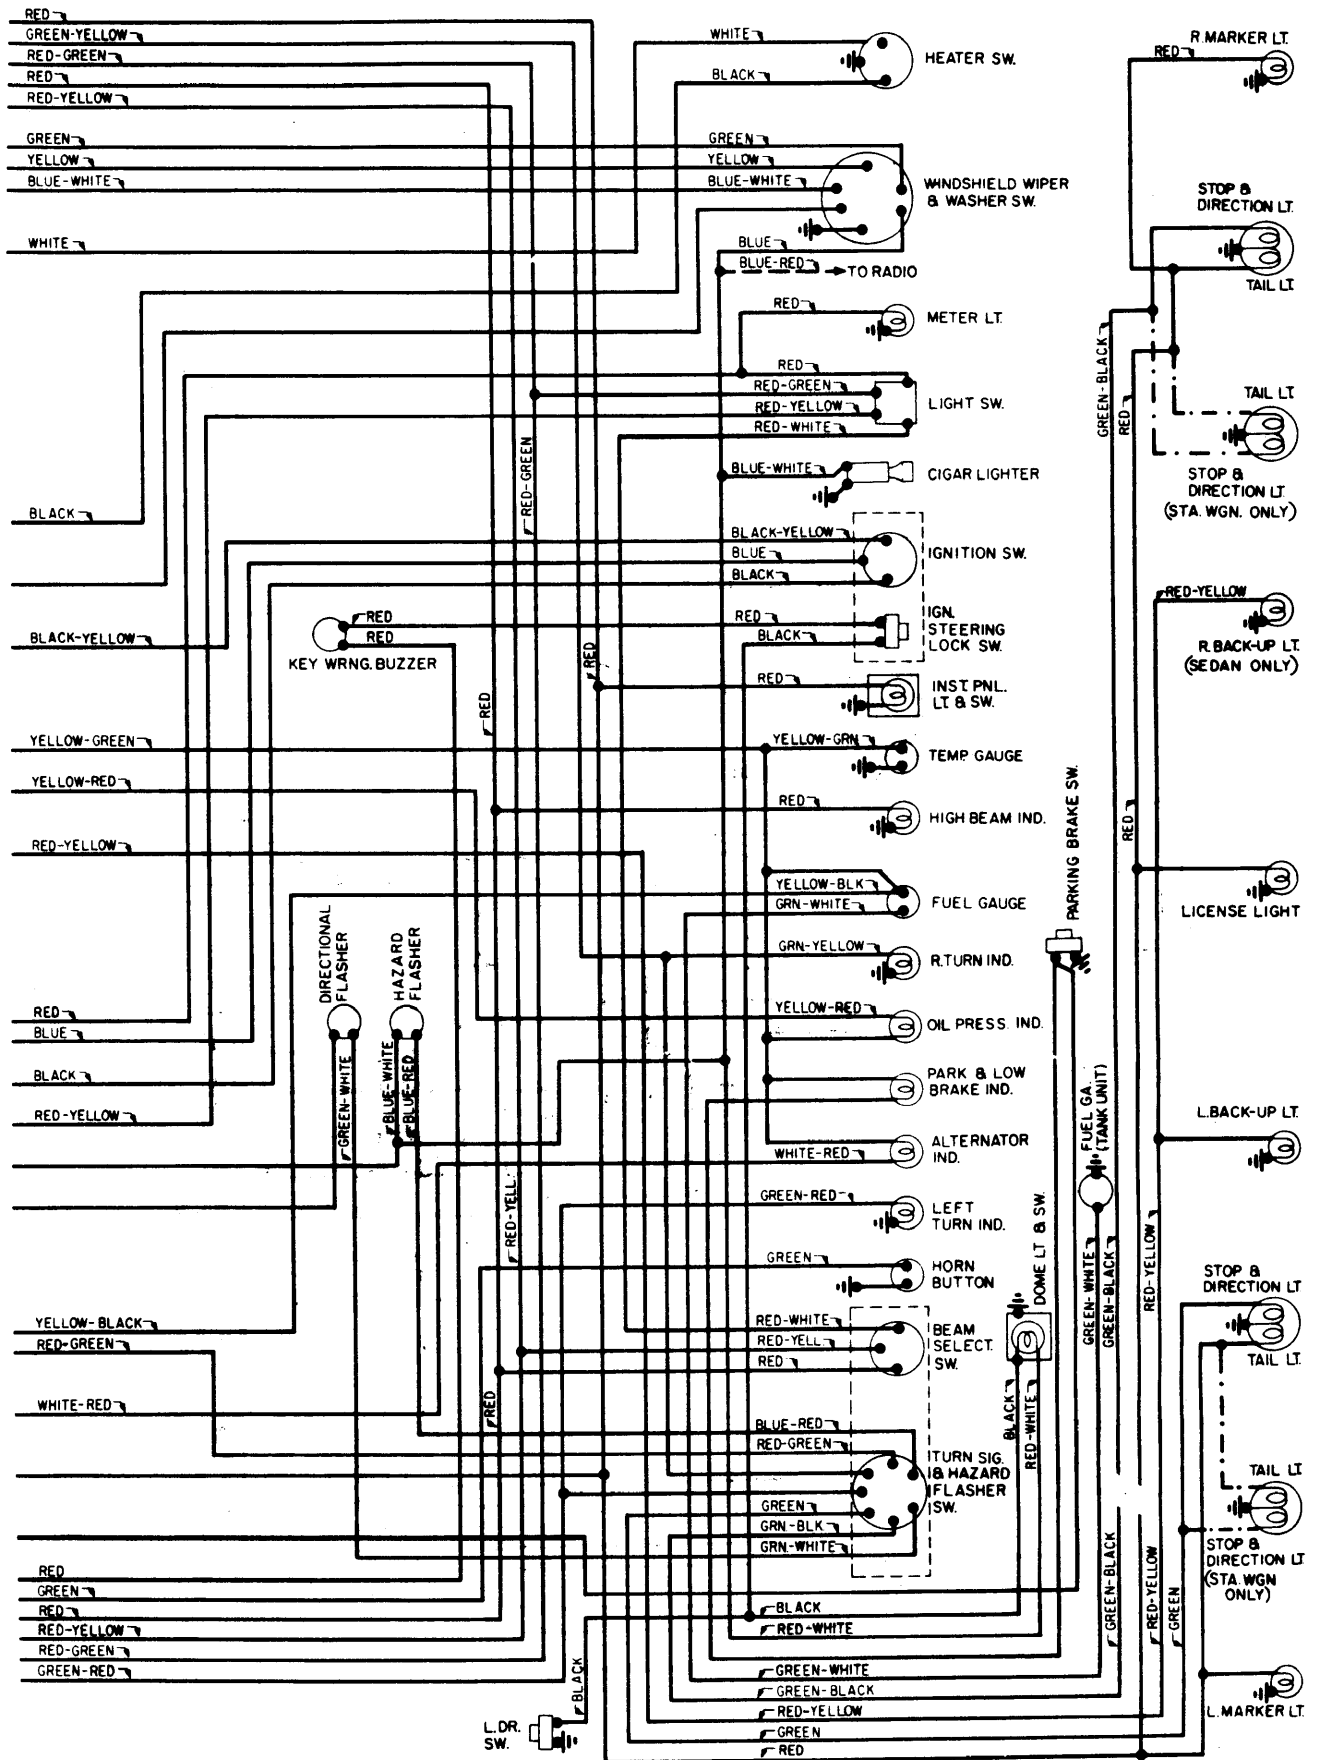 RED
GREEN-YELLOW
RED-GREEN
RED
RED-YELLOW
GREEN
YELLOW
BLUE-WHITE
WHITE
BLACK
BLACK-YELLOW
YELLOW-GREEN
YELLOW-RED
RED-YELLOW
RED
BLUE
BLACK
RED-YELLOW
YELLOW-BLACK
RED-GREEN
WHITE-RED
RED
GREEN
RED
RED-YELLOW
RED-GREEN
GREEN-RED
RED
RED
KEY WRNG. BUZZER
DIRECTIONAL
FLASHER
HAZARD
FLASHER
GREEN-WHITE
BLUE-WHITE
BLUE-RED
RED-GREEN
RED
RED
RED-YELL.
RED
BLACK
L.DR.
SW.
WHITE
BLACK
HEATER SW.
GREEN
YELLOW
BLUE-WHITE
WINDSHIELD WIPER
& WASHER SW.
BLUE
BLUE-RED
TO RADIO
RED
METER LT.
RED
RED-GREEN
RED-YELLOW
RED-WHITE
LIGHT SW.
BLUE-WHITE
CIGAR LIGHTER
BLACK-YELLOW
BLUE
BLACK
IGNITION SW.
RED
BLACK
IGN.
STEERING
LOCK SW.
RED
INST. PNL.
LT & SW.
YELLOW-GRN
TEMP. GAUGE
RED
HIGH BEAM IND.
YELLOW-BLK
GRN-WHITE
FUEL GAUGE
GRN-YELLOW
R.TURN IND.
YELLOW-RED
OIL PRESS. IND.
PARK & LOW
BRAKE IND.
WHITE-RED
ALTERNATOR
IND.
GREEN-RED
LEFT
TURN IND.
GREEN
HORN
BUTTON
RED-WHITE
RED-YELL
RED
BEAM
SELECT.
SW.
BLUE-RED
RED-GREEN
GREEN
GRN-BLK
GRN-WHITE
TURN SIG.
& HAZARD
FLASHER
SW.
BLACK
RED-WHITE
GREEN-WHITE
GREEN-BLACK
RED-YELLOW
GREEN
RED
PARKING BRAKE SW.
DOME LT & SW.
BLACK
RED-WHITE
FUEL GA.
(TANK UNIT)
GREEN-WHITE
GREEN-BLACK
GREEN-BLACK
RED
RED
RED-YELLOW
GREEN-BLACK
RED-YELLOW
GREEN
R.MARKER LT.
RED
STOP &
DIRECTION LT.
TAIL LT.
TAIL LT.
STOP &
DIRECTION LT.
(STA. WGN. ONLY)
RED-YELLOW
R.BACK-UP LT.
(SEDAN ONLY)
LICENSE LIGHT
L.BACK-UP LT.
STOP &
DIRECTION LT.
TAIL LT.
TAIL LT.
STOP &
DIRECTION LT.
(STA. WGN
ONLY)
L.MARKER LT.